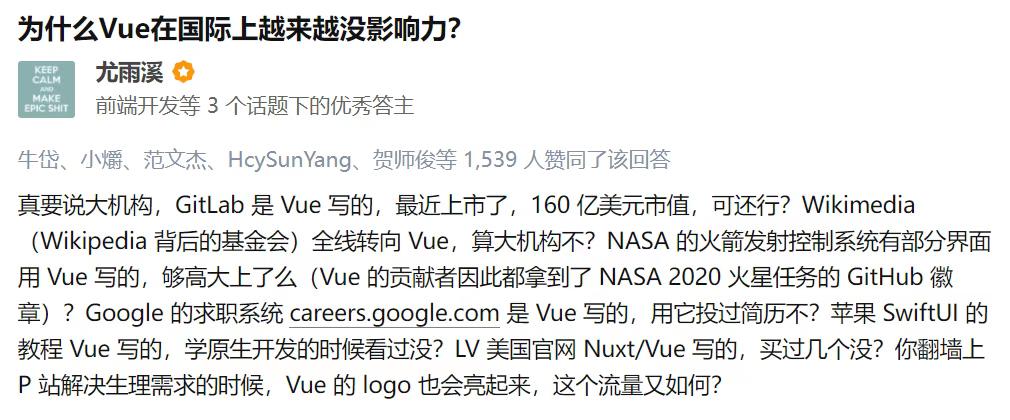 为什么Vue在国际上越来越没影响力？
KEEP
CALM
AND
MAKE
EPIC SHIT
尤雨溪
前端开发等 3 个话题下的优秀答主
牛岱、小爝、范文杰、HcySunYang、贺师俊等 1,539 人赞同了该回答
真要说大机构，GitLab 是 Vue 写的，最近上市了，160 亿美元市值，可还行？Wikimedia
（Wikipedia 背后的基金会）全线转向 Vue，算大机构不？NASA 的火箭发射控制系统有部分界面
用 Vue 写的，够高大上了么（Vue 的贡献者因此都拿到了 NASA 2020 火星任务的 GitHub 徽
章）？Google 的求职系统 careers.google.com 是 Vue 写的，用它投过简历不？苹果 SwiftUI 的
教程 Vue 写的，学原生开发的时候看过没？LV 美国官网 Nuxt/Vue 写的，买过几个没？你翻墙上
P 站解决生理需求的时候，Vue 的 logo 也会亮起来，这个流量又如何？